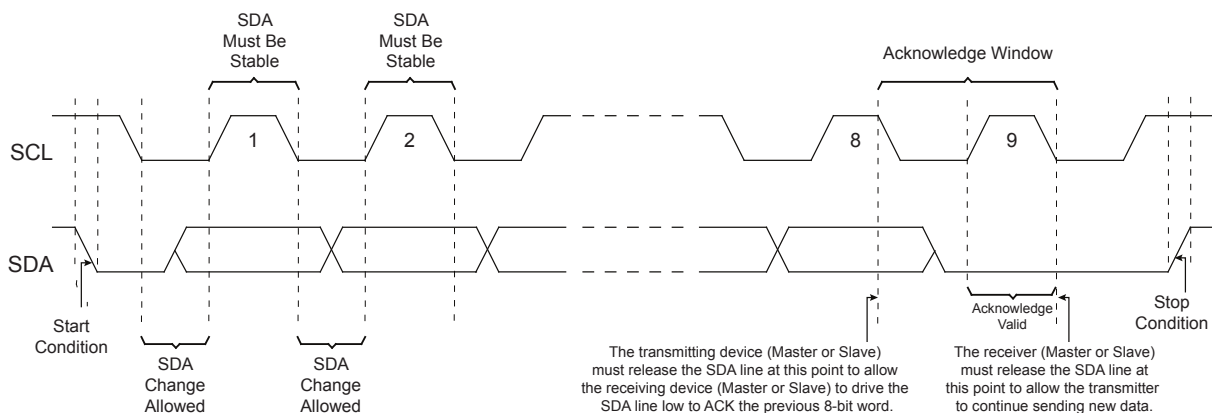 SDA
Must Be
Stable
SDA
Must Be
Stable
Acknowledge Window
SCL
1
2
8
9
SDA
Start
Condition
Acknowledge
Valid
Stop
Condition
SDA
Change
Allowed
SDA
Change
Allowed
The transmitting device (Master or Slave)
must release the SDA line at this point to allow
the receiving device (Master or Slave) to drive the
SDA line low to ACK the previous 8-bit word.
The receiver (Master or Slave)
must release the SDA line at
this point to allow the transmitter
to continue sending new data.